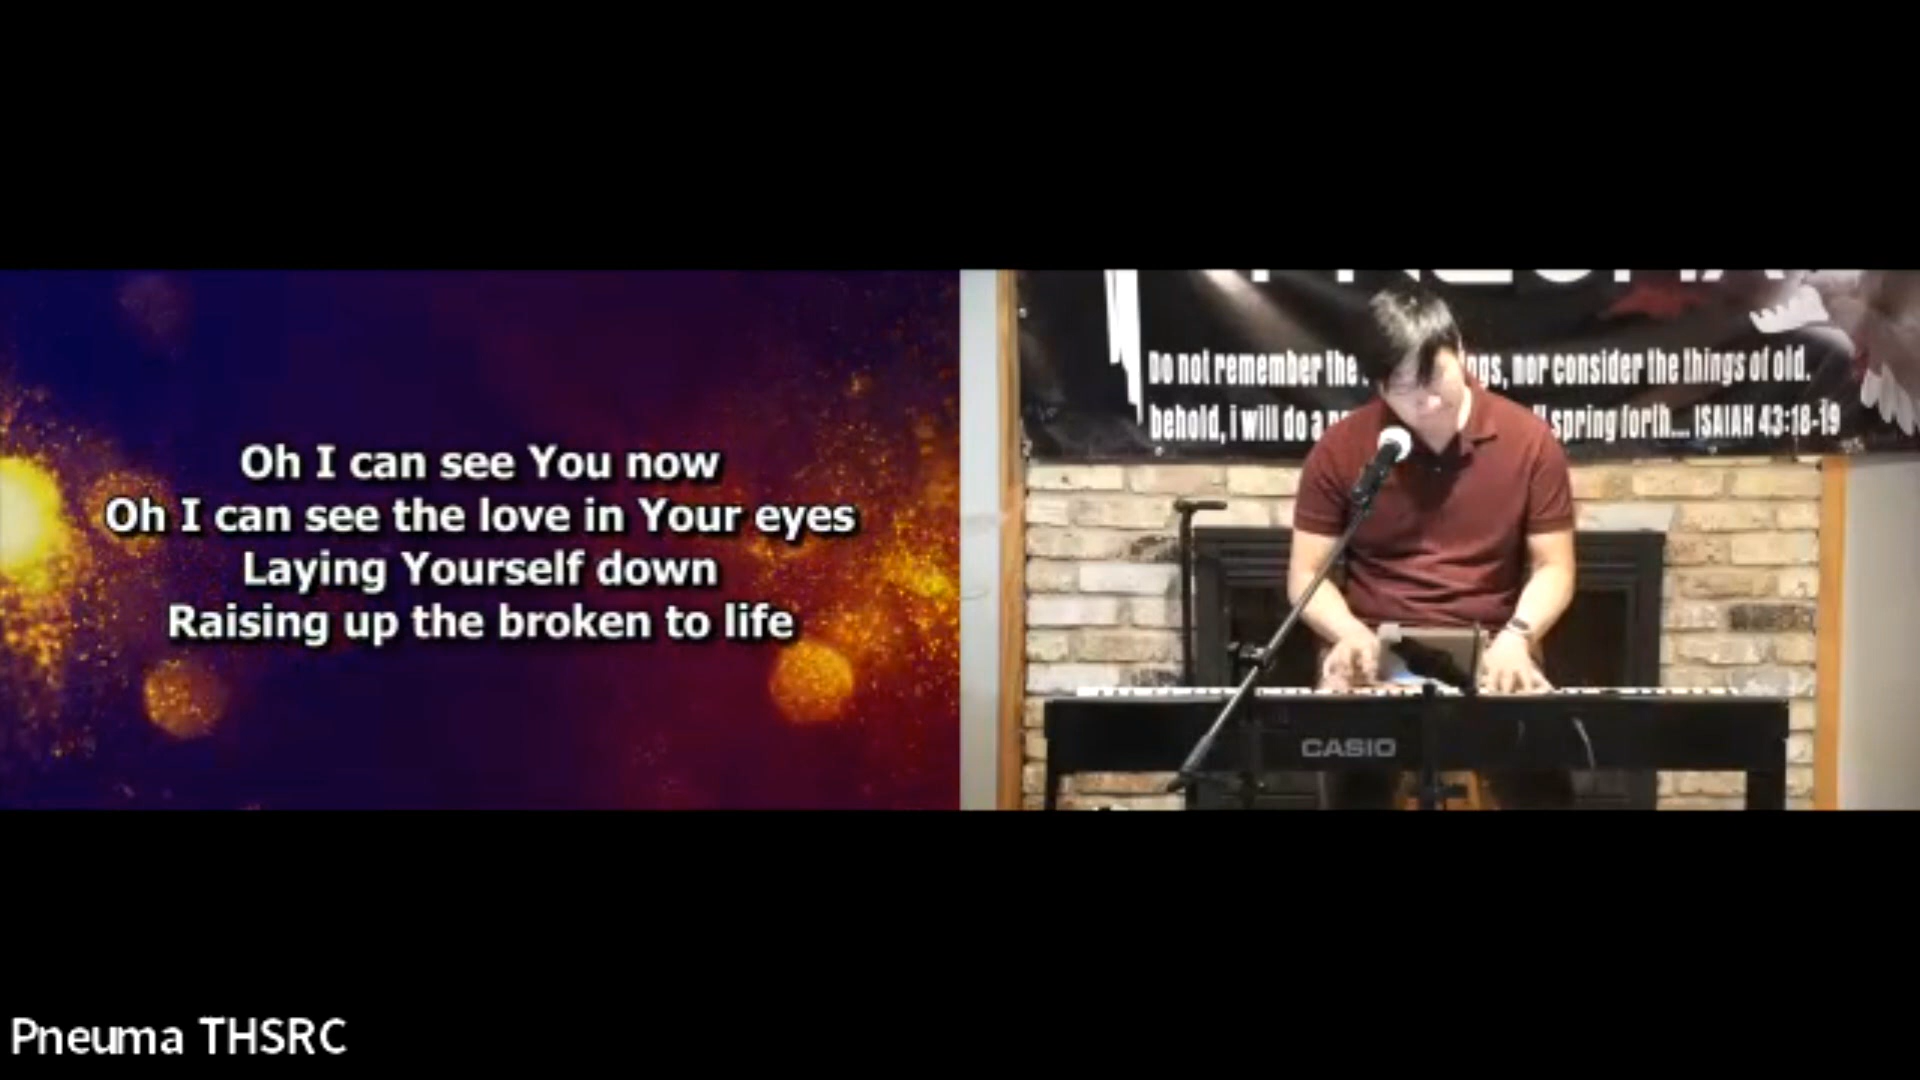 Oh I can see You now
Oh I can see the love in Your eyes
Laying Yourself down
Raising up the broken to life
PNEUMA
Do not remember the ngs, nor consider the things of old.
behold, i will do a spring forth... ISAIAH 43:18-19
CASIO
Pneuma THSRC